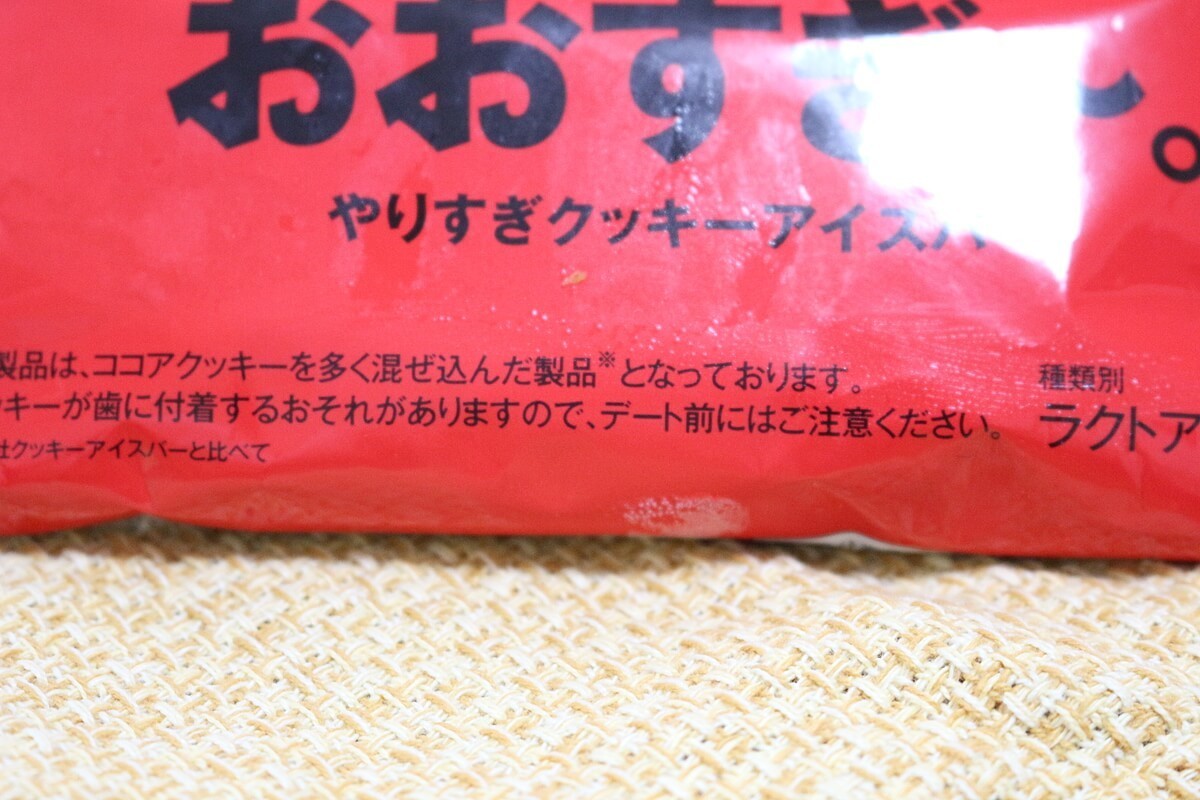 おおすぎ。
やりすぎクッキーアイスバ
製品は、ココアクッキーを多く混ぜ込んだ製品※となっております。
ッキーが歯に付着するおそれがありますので、デート前にはご注意ください。
社クッキーアイスバーと比べて
種類別
ラクトア